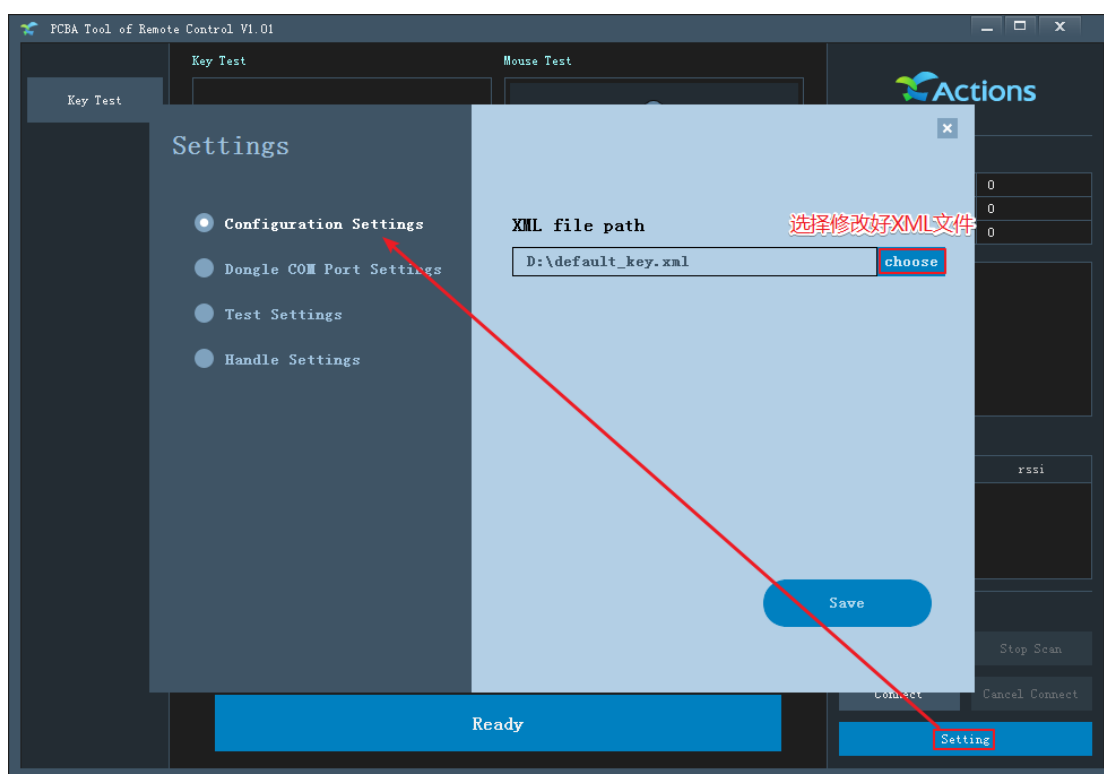 PCBA Tool of Remote Control V1.01
Key Test
Mouse Test
Key Test
Actions
Settings
Configuration Settings
Dongle COM Port Settings
Test Settings
Handle Settings
XML file path
选择修改好XML文件
D:\default_key.xml
choose
0
0
0
rssi
Save
Stop Scan
Connect
Cancel Connect
Ready
Setting